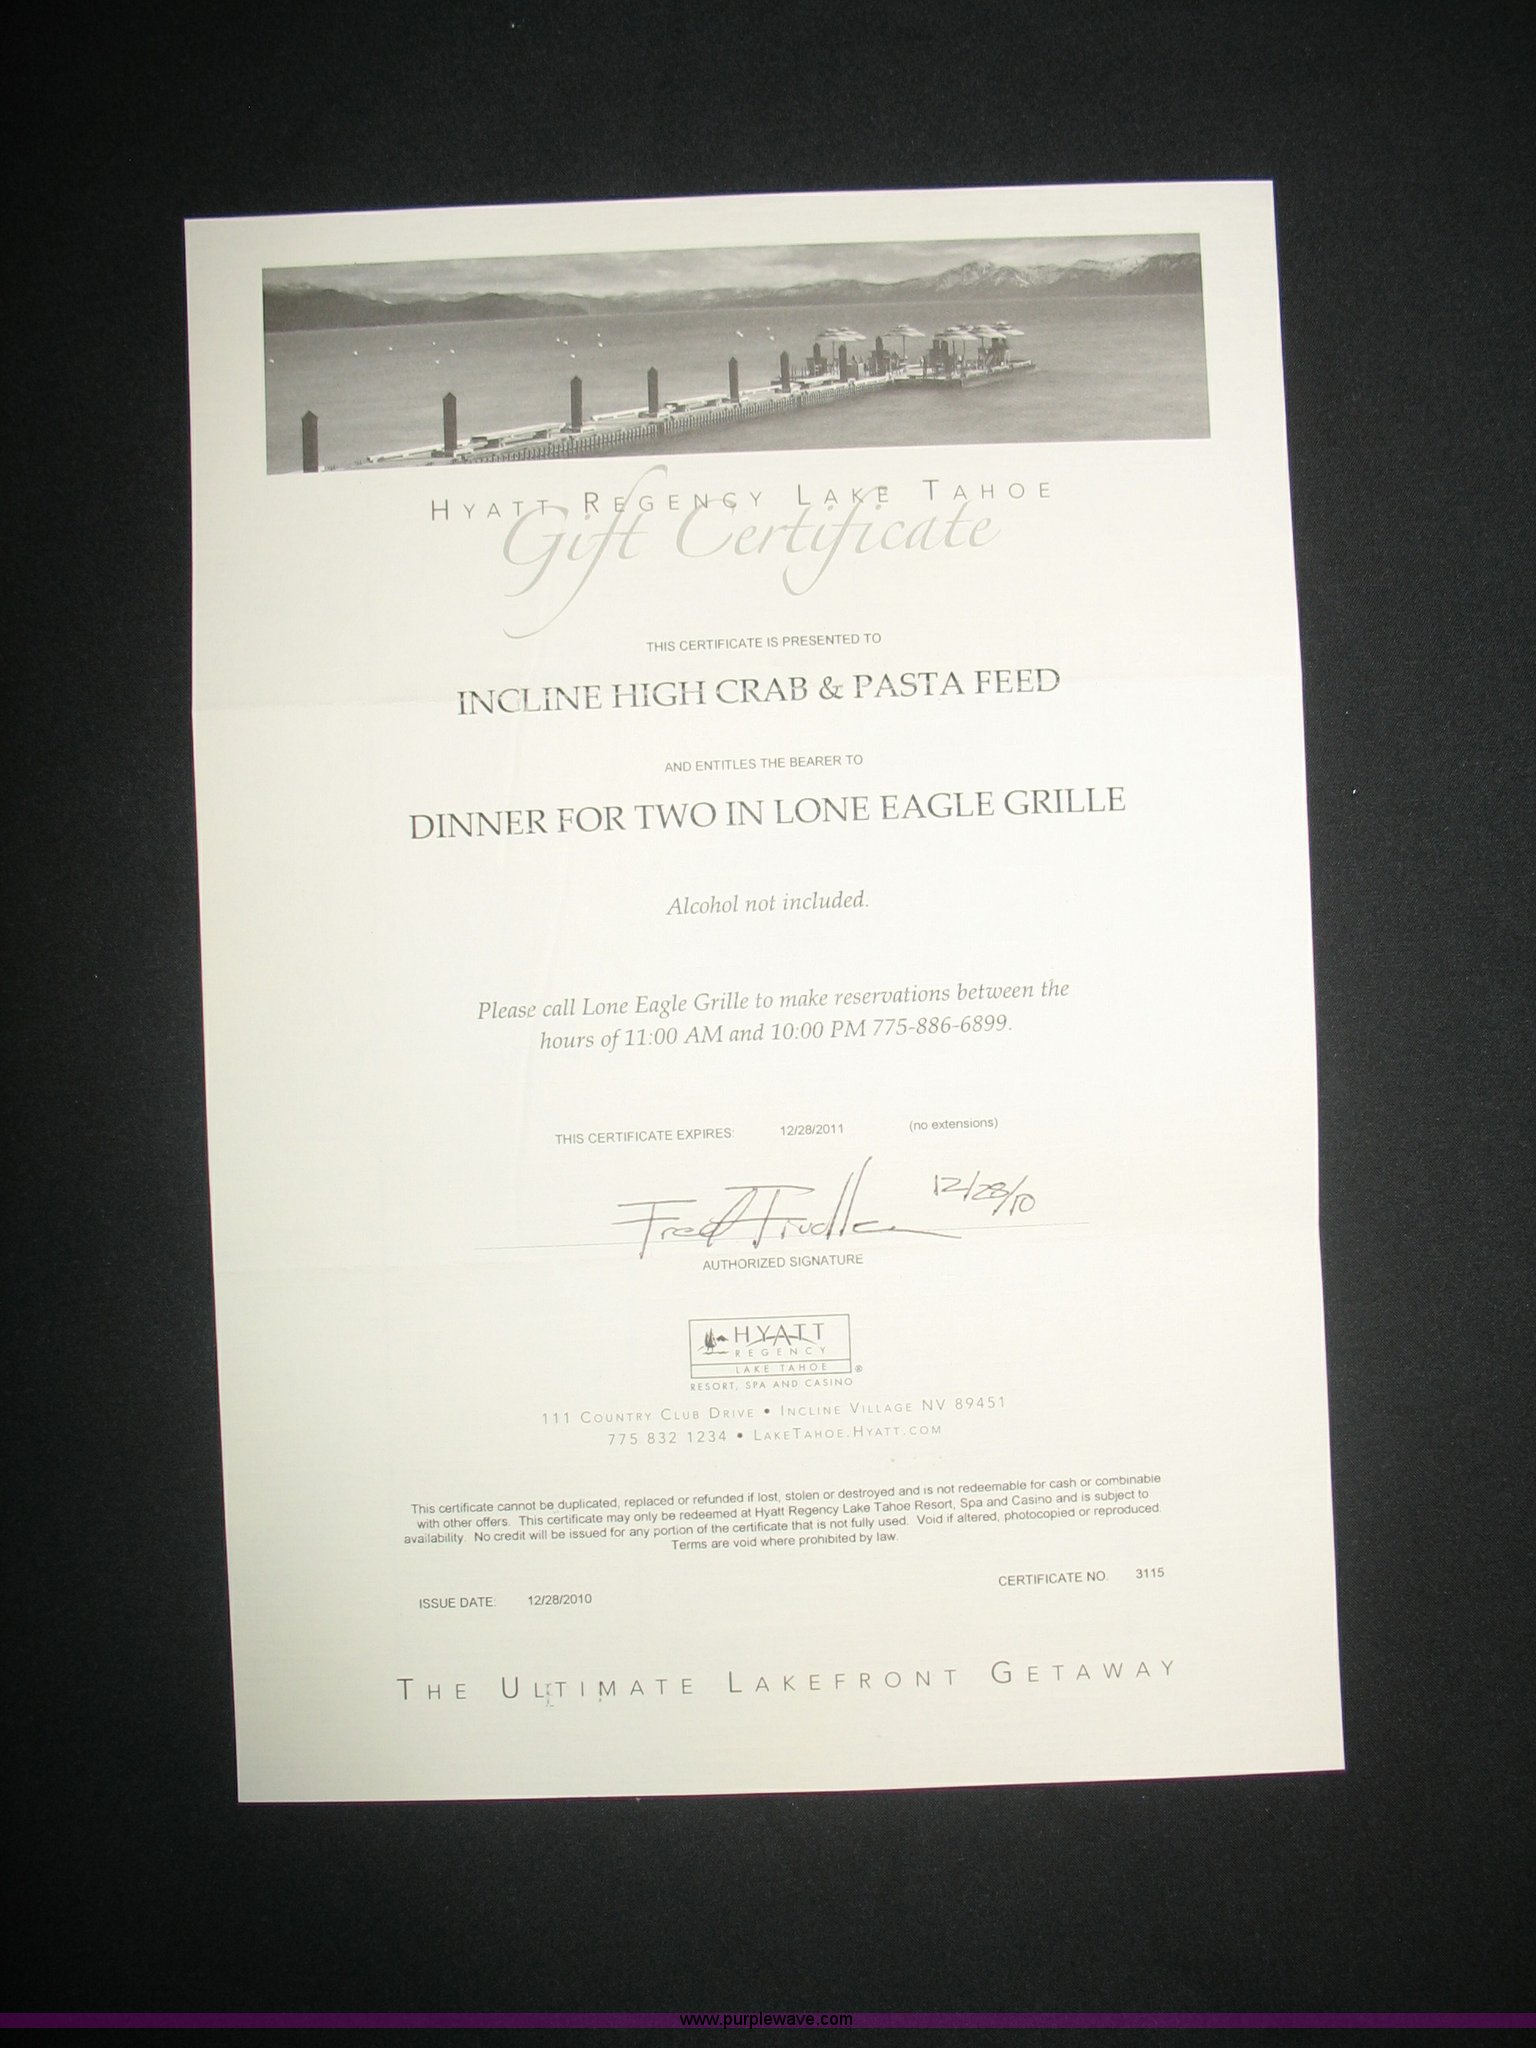 HYATT REGENCY LAKE TAHOE
Gift Certificate
THIS CERTIFICATE IS PRESENTED TO
INCLINE HIGH CRAB & PASTA FEED
AND ENTITLES THE BEARER TO
DINNER FOR TWO IN LONE EAGLE GRILLE
Alcohol not included.
Please call Lone Eagle Grille to make reservations between the
hours of 11:00 AM and 10:00 PM 775-886-6899.
THIS CERTIFICATE EXPIRES: 12/28/2011 (no extensions)
12/28/10
AUTHORIZED SIGNATURE
HYATT
REGENCY
LAKE TAHOE ®
RESORT, SPA AND CASINO
111 COUNTRY CLUB DRIVE • INCLINE VILLAGE NV 89451
775 832 1234 • LAKETAHOE.HYATT.COM
This certificate cannot be duplicated, replaced or refunded if lost, stolen or destroyed and is not redeemable for cash or combinable
with other offers. This certificate may only be redeemed at Hyatt Regency Lake Tahoe Resort, Spa and Casino and is subject to
availability. No credit will be issued for any portion of the certificate that is not fully used. Void if altered, photocopied or reproduced.
Terms are void where prohibited by law.
ISSUE DATE: 12/28/2010 CERTIFICATE NO. 3115
THE ULTIMATE LAKEFRONT GETAWAY
www.purplewave.com